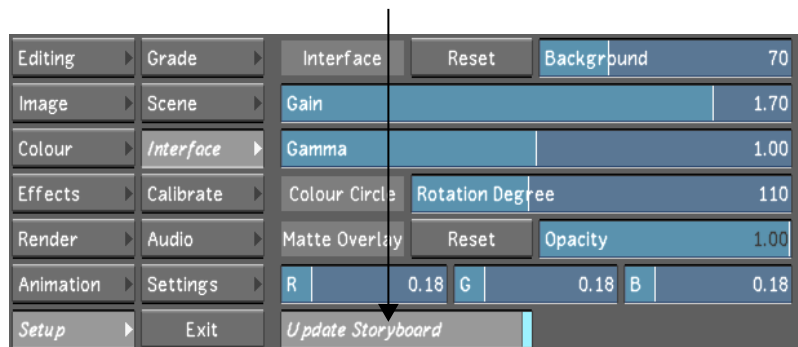 Editing Grade Interface Reset Background 70
Image Scene Gain 1.70
Colour Interface Gamma 1.00
Effects Calibrate Colour Circle Rotation Degree 110
Render Audio Matte Overlay Reset Opacity 1.00
Animation Settings R 0.18 G 0.18 B 0.18
Setup Exit Update Storyboard